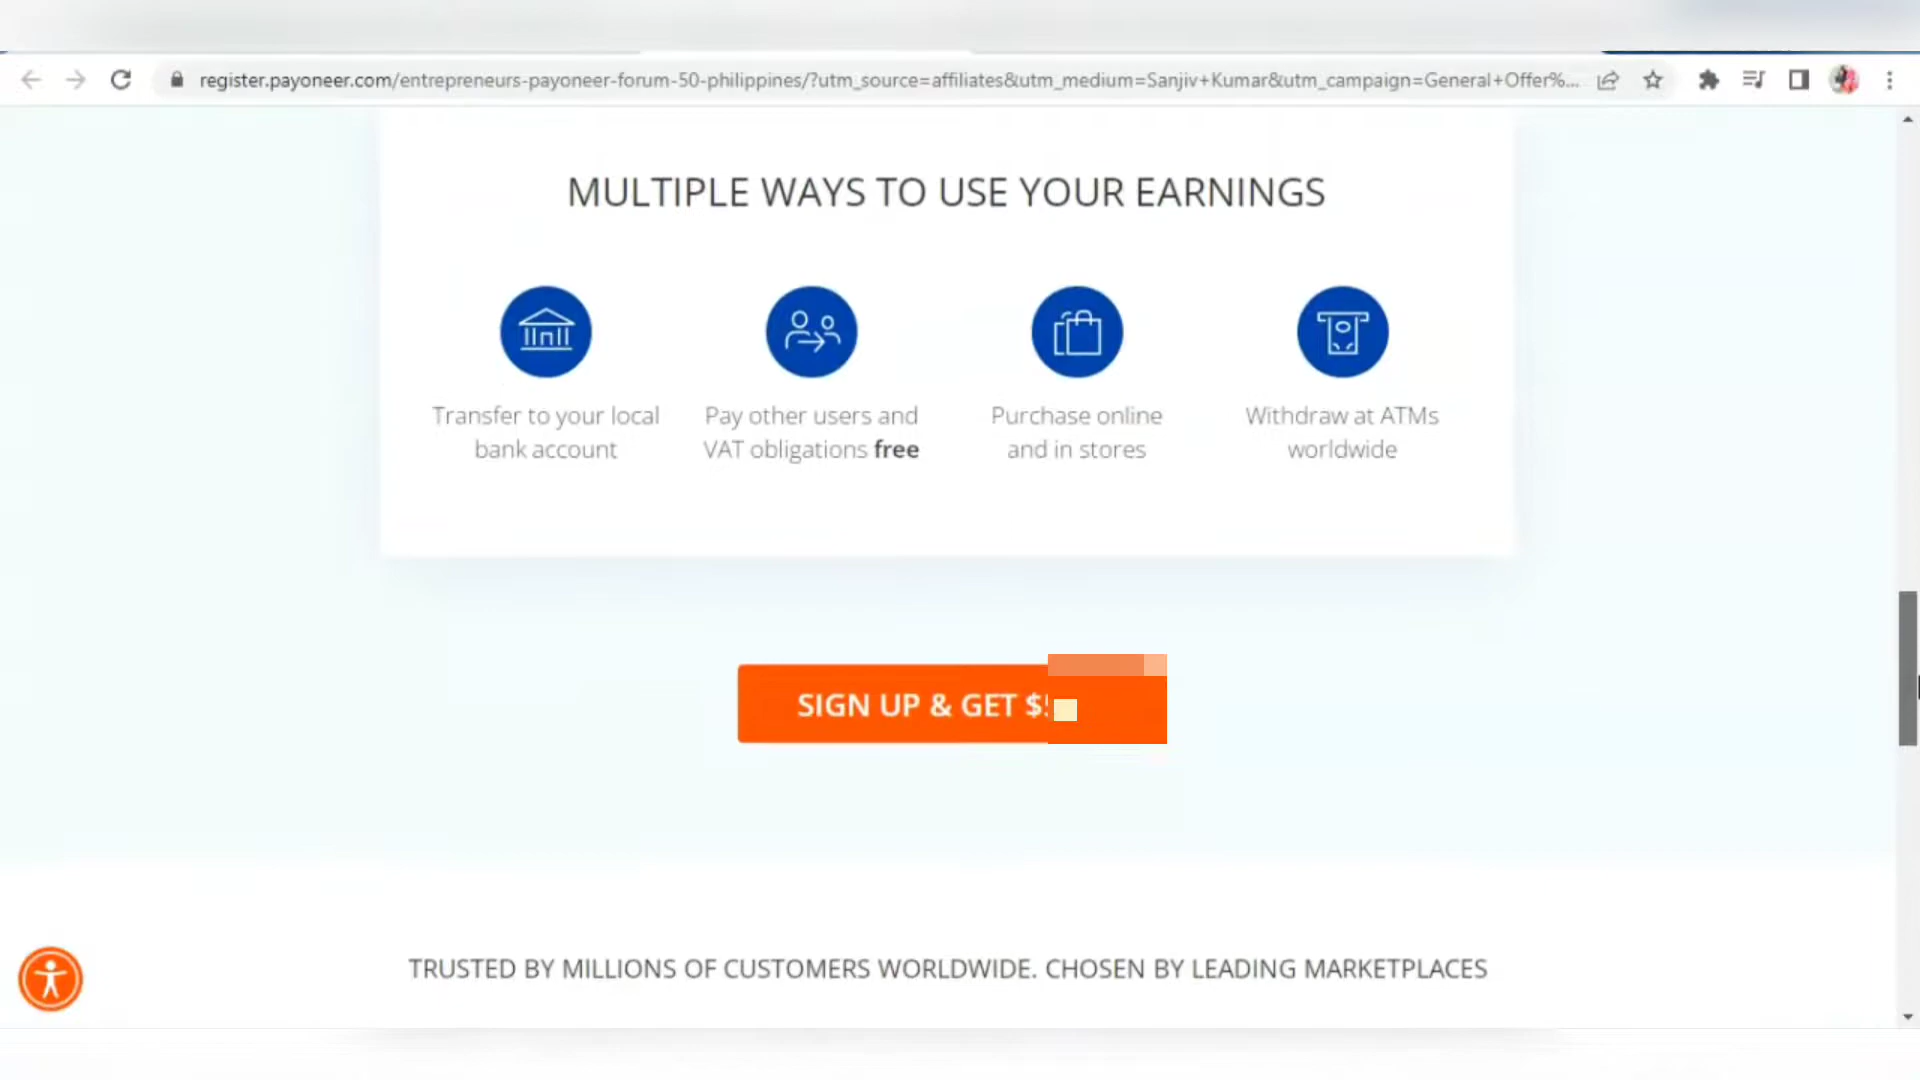 register.payoneer.com/entrepreneurs-payoneer-forum-50-philippines/?utm_source=affiliates&utm_medium=Sanjiv+Kumar&utm_campaign=General+Offer%...
MULTIPLE WAYS TO USE YOUR EARNINGS
Transfer to your local
bank account
Pay other users and
VAT obligations free
Purchase online
and in stores
Withdraw at ATMs
worldwide
SIGN UP & GET
TRUSTED BY MILLIONS OF CUSTOMERS WORLDWIDE. CHOSEN BY LEADING MARKETPLACES